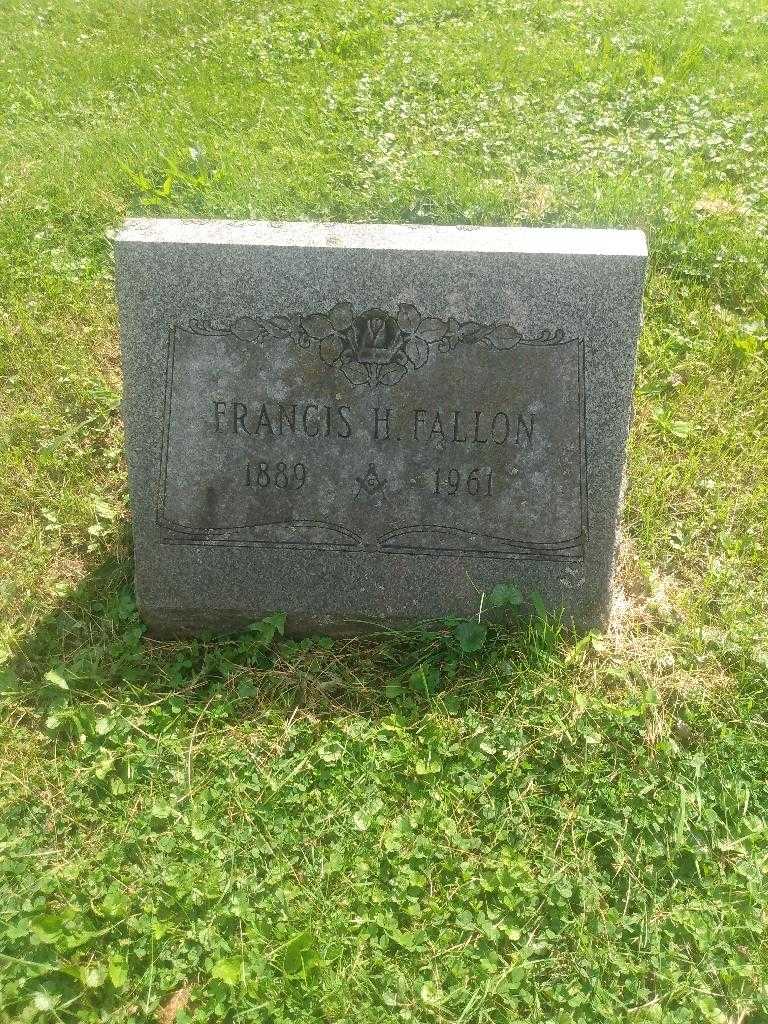 FRANCIS H. FALLON
1889 G 1961